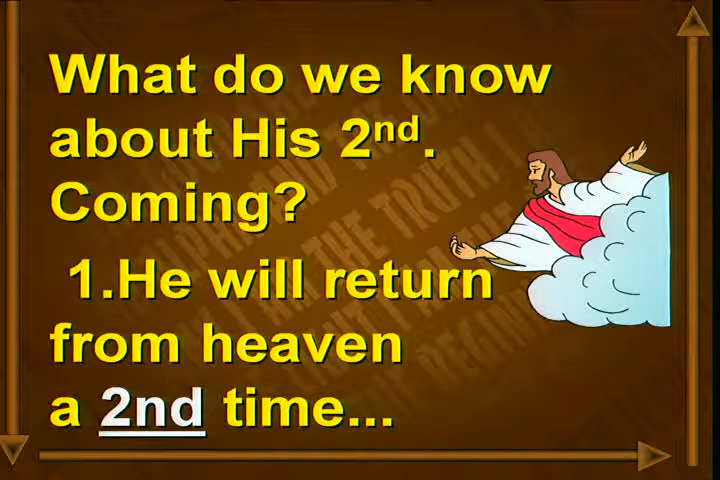 What do we know
about His 2nd.
Coming?
1.He will return
from heaven
a 2nd time...